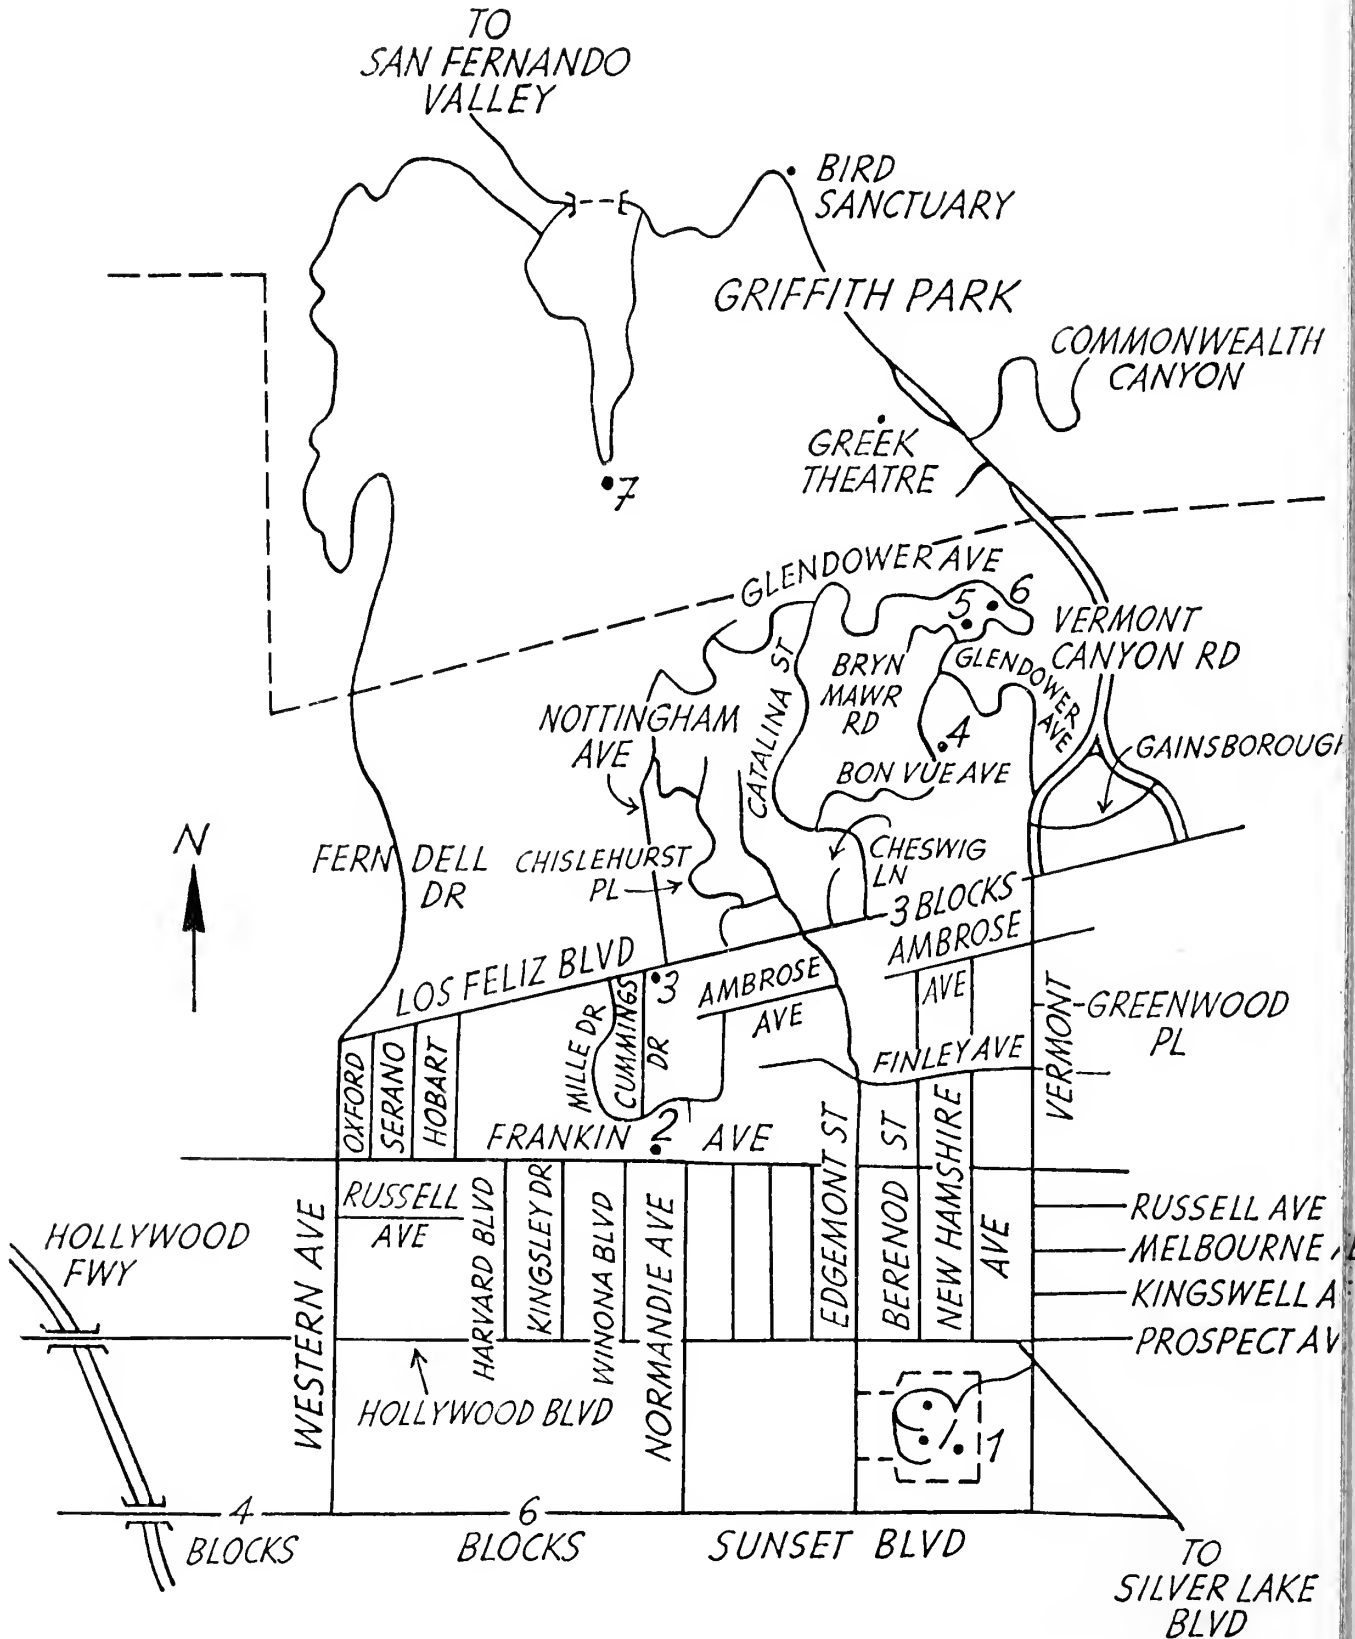 TO
SAN FERNANDO
VALLEY
BIRD
SANCTUARY
GRIFFITH PARK
COMMONWEALTH
CANYON
GREEK
THEATRE
7
GLENDOWER AVE
5
6
VERMONT
CANYON RD
GLENDOWER
AVE
BRYN
MAWR
RD
CATALINA ST
NOTTINGHAM
AVE
4
GAINSBOROUGH
BON VUE AVE
N
FERN DELL
DR
CHISLEHURST
PL
CHESWIG
LN
3 BLOCKS
LOS FELIZ BLVD
3
AMBROSE
AVE
AMBROSE
AVE
GREENWOOD
PL
VERMONT
MILLE DR
CUMMINGS
DR
FINLEY AVE
OXFORD
SERANO
HOBART
FRANKIN AVE
2
EDGEMONT ST
BERENOD ST
NEW HAMSHIRE
AVE
RUSSELL
AVE
HARVARD BLVD
KINGSLEY DR
WINONA BLVD
NORMANDIE AVE
WESTERN AVE
RUSSELL AVE
MELBOURNE
KINGSWELL A
PROSPECT AV
HOLLYWOOD
FWY
HOLLYWOOD BLVD
1
4
BLOCKS
6
BLOCKS
SUNSET BLVD
TO
SILVER LAKE
BLVD